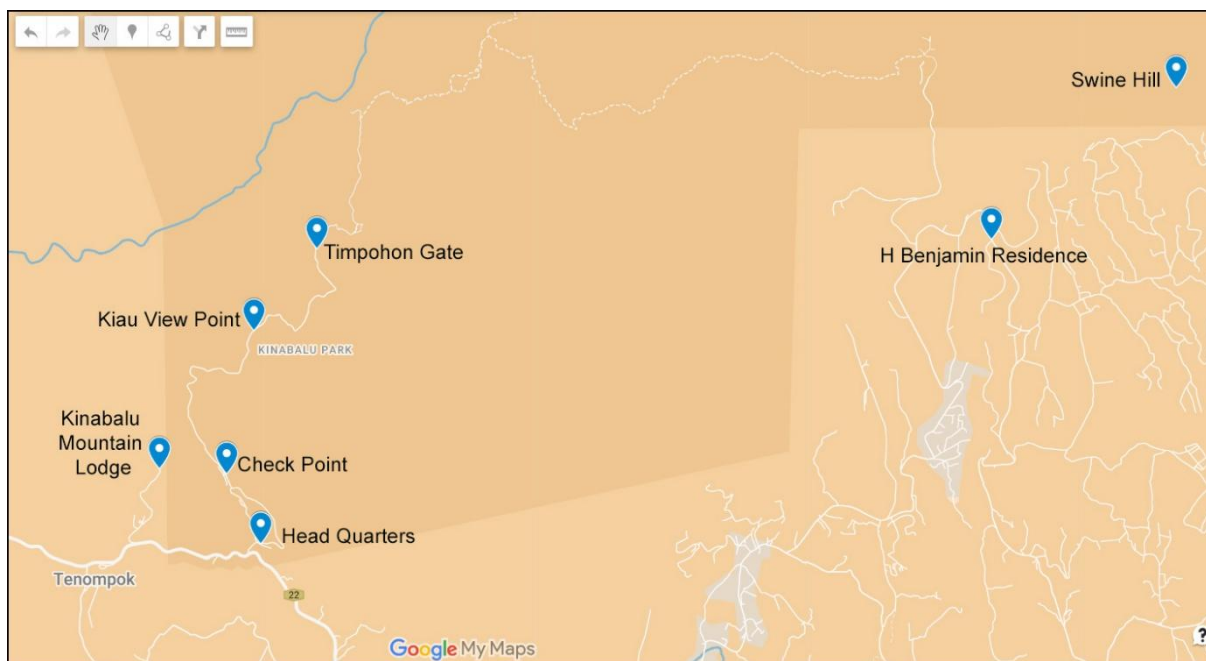 Swine Hill
Timpohon Gate
H Benjamin Residence
Kiau View Point
KINABALU PARK
Kinabalu
Mountain
Lodge
Check Point
Head Quarters
Tenompok
22
Google My Maps
?